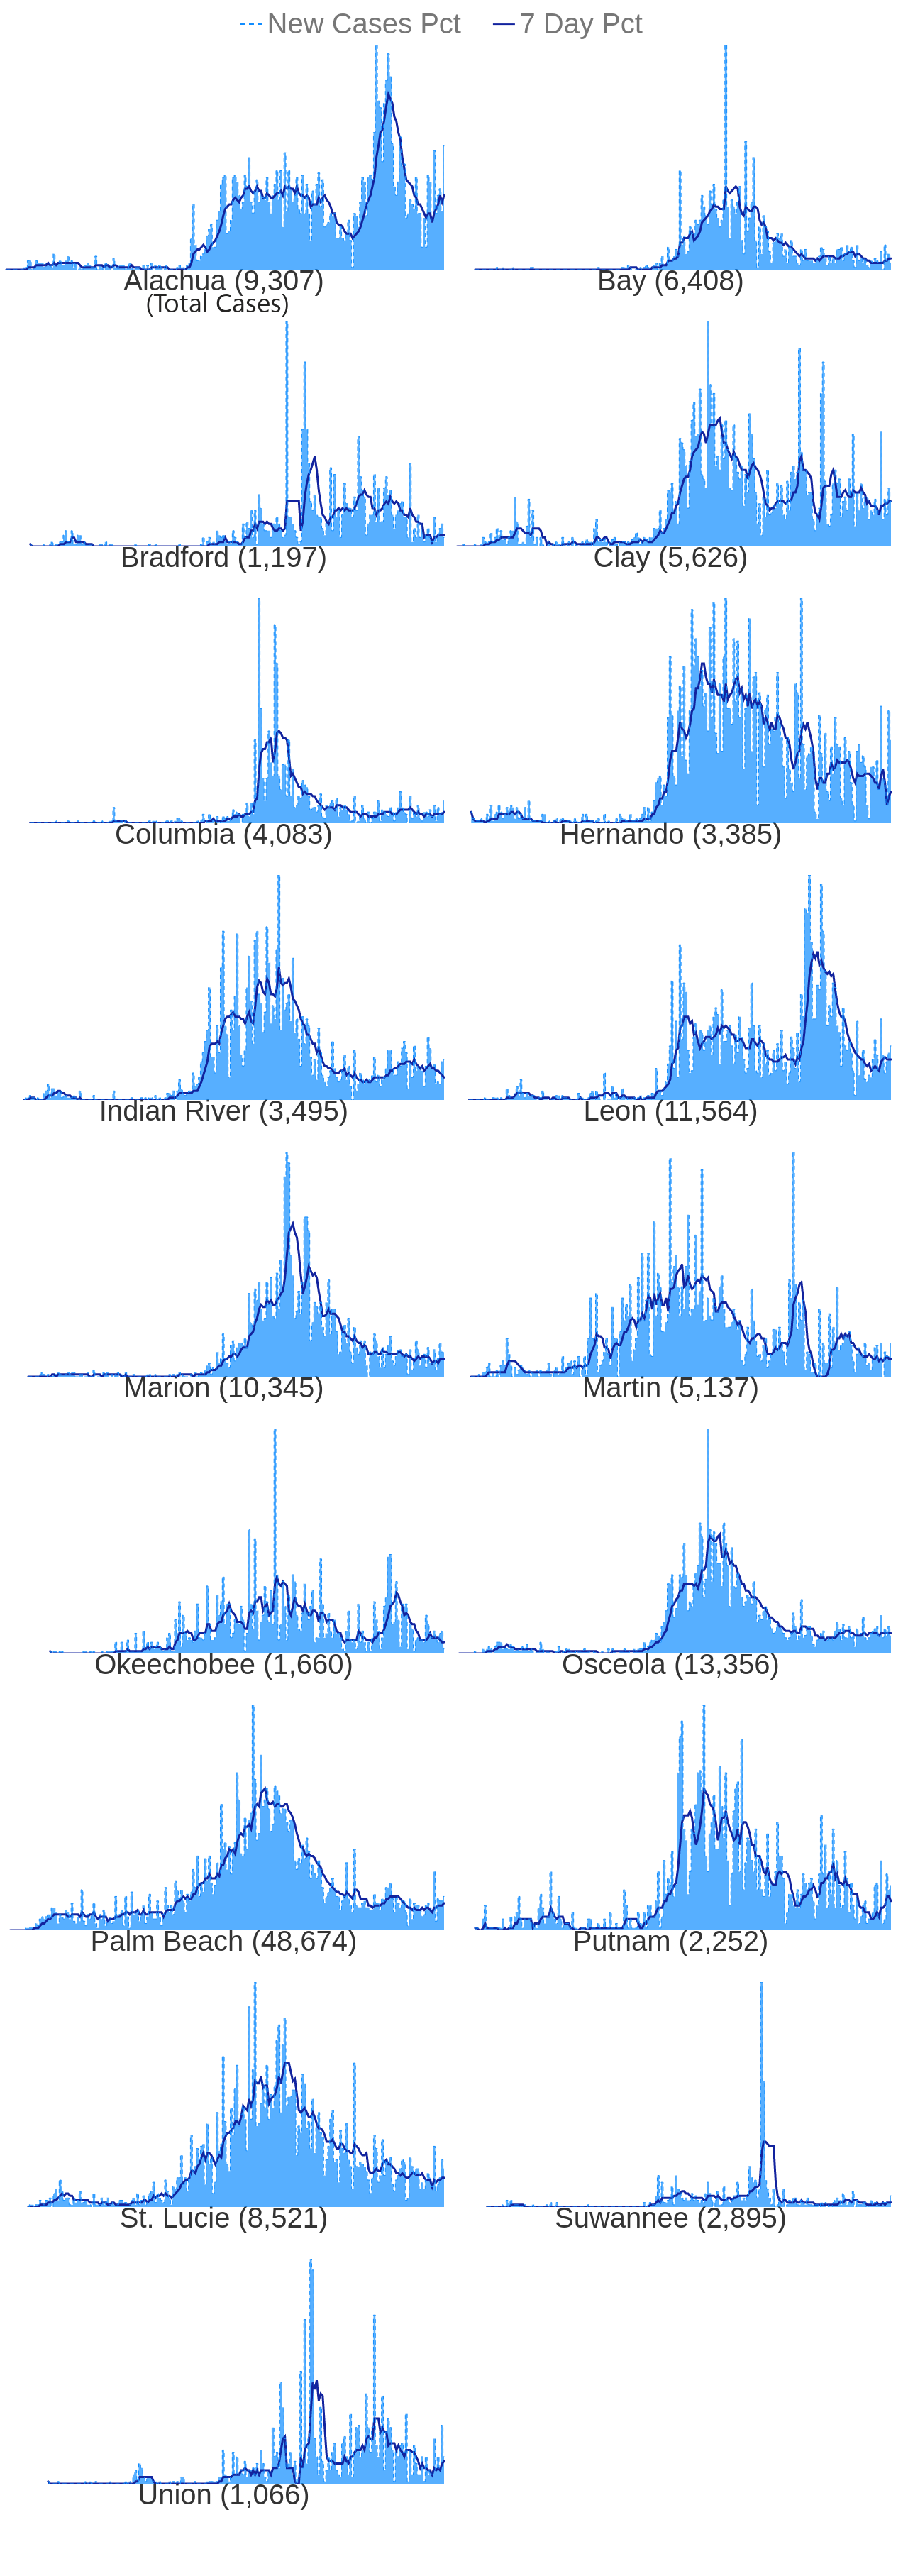 New Cases Pct 7 Day Pct
Alachua (9,307) Bay (6,408)
(Total Cases)
Bradford (1,197) Clay (5,626)
Columbia (4,083) Hernando (3,385)
Indian River (3,495) Leon (11,564)
Marion (10,345) Martin (5,137)
Okeechobee (1,660) Osceola (13,356)
Palm Beach (48,674) Putnam (2,252)
St. Lucie (8,521) Suwannee (2,895)
Union (1,066)